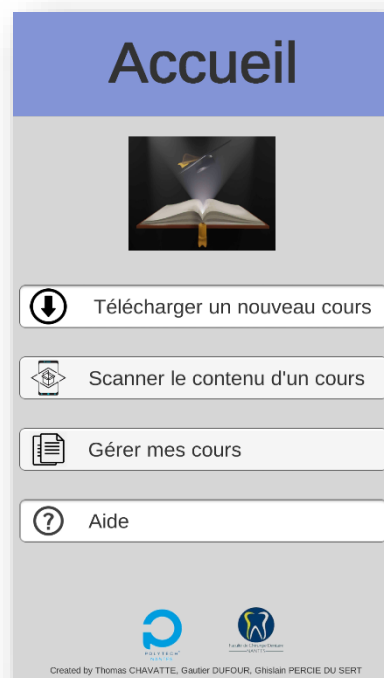 Accueil
Télécharger un nouveau cours
Scanner le contenu d'un cours
Gérer mes cours
Aide
POLYTECH
Created by Thomas CHAVATTE, Gautier DUFOUR, Ghislain PERCIE DU SERT